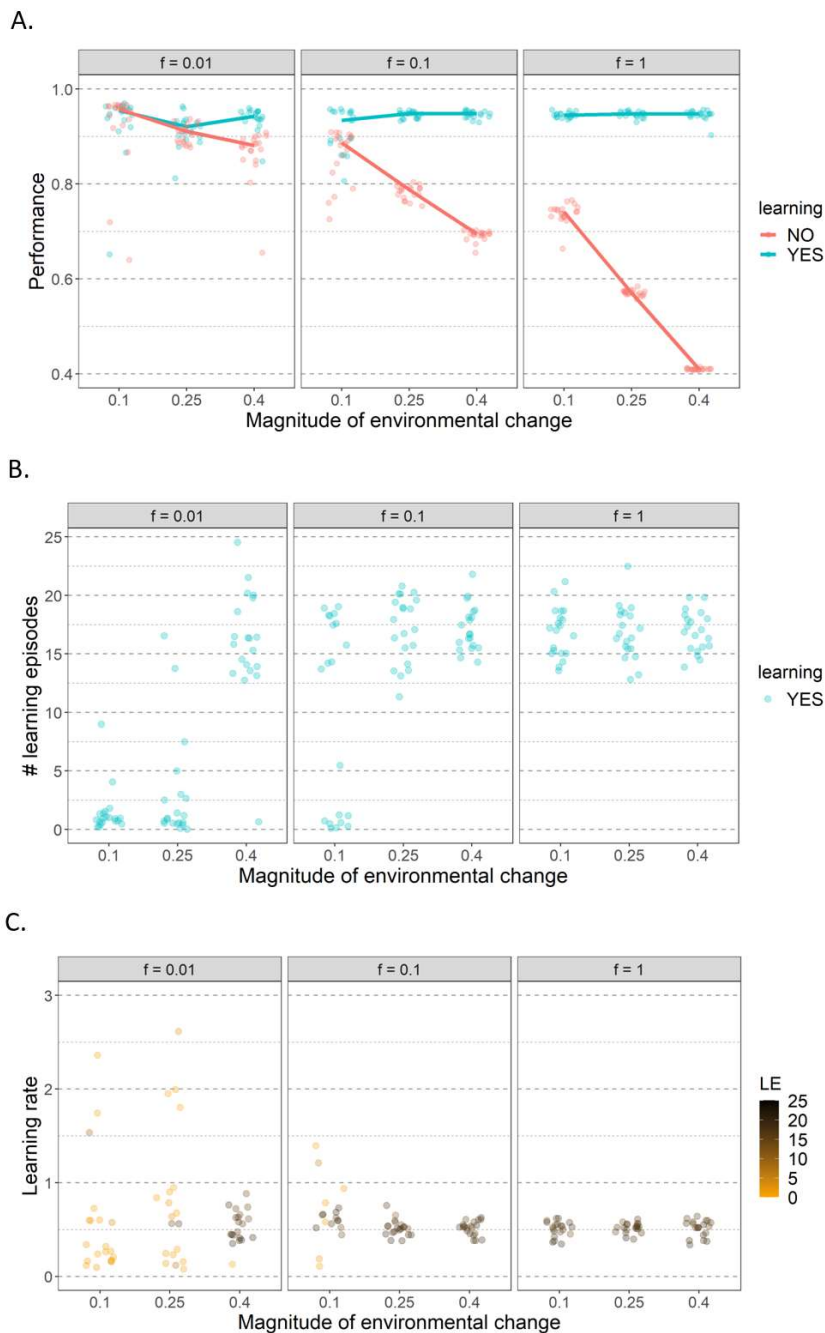 A.
f = 0.01 f = 0.1 f = 1
1.0
0.8
0.6
0.4
Performance
0.1 0.25 0.4 0.1 0.25 0.4 0.1 0.25 0.4
Magnitude of environmental change
learning
NO
YES
B.
f = 0.01 f = 0.1 f = 1
25
20
15
10
5
0
# learning episodes
0.1 0.25 0.4 0.1 0.25 0.4 0.1 0.25 0.4
Magnitude of environmental change
learning
YES
C.
f = 0.01 f = 0.1 f = 1
3
2
1
0
Learning rate
0.1 0.25 0.4 0.1 0.25 0.4 0.1 0.25 0.4
Magnitude of environmental change
LE
25
20
15
10
5
0